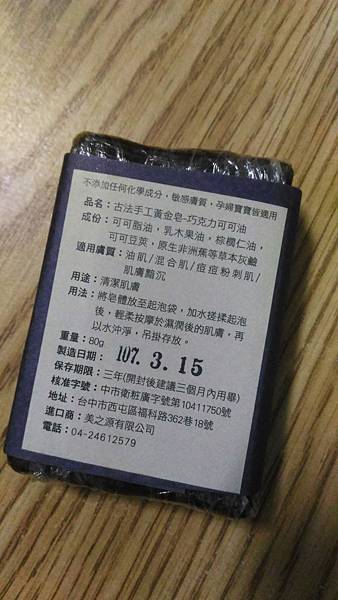 不添加任何化學成分，敏感膚質，孕婦寶寶皆適用
品名：古法手工黃金皂-巧克力可可油
成份：可可脂油，乳木果油，棕櫚仁油，
可可豆莢，原生非洲蕉等草本灰鹼
適用膚質：油肌/混合肌/痘痘粉刺肌/
肌膚黯沉
用途：清潔肌膚
用法：將皂體放至起泡袋，加水搓揉起泡
後，輕柔按摩於濕潤後的肌膚，再
以水沖淨，吊掛存放。
重量：80g
製造日期： 107. 3. 15
保存期限：三年(開封後建議三個月內用畢)
核准字號：中市衛粧廣字號第10411750號
地址：台中市西屯區福科路362巷18號
進口商：美之源有限公司
電話：04-24612579